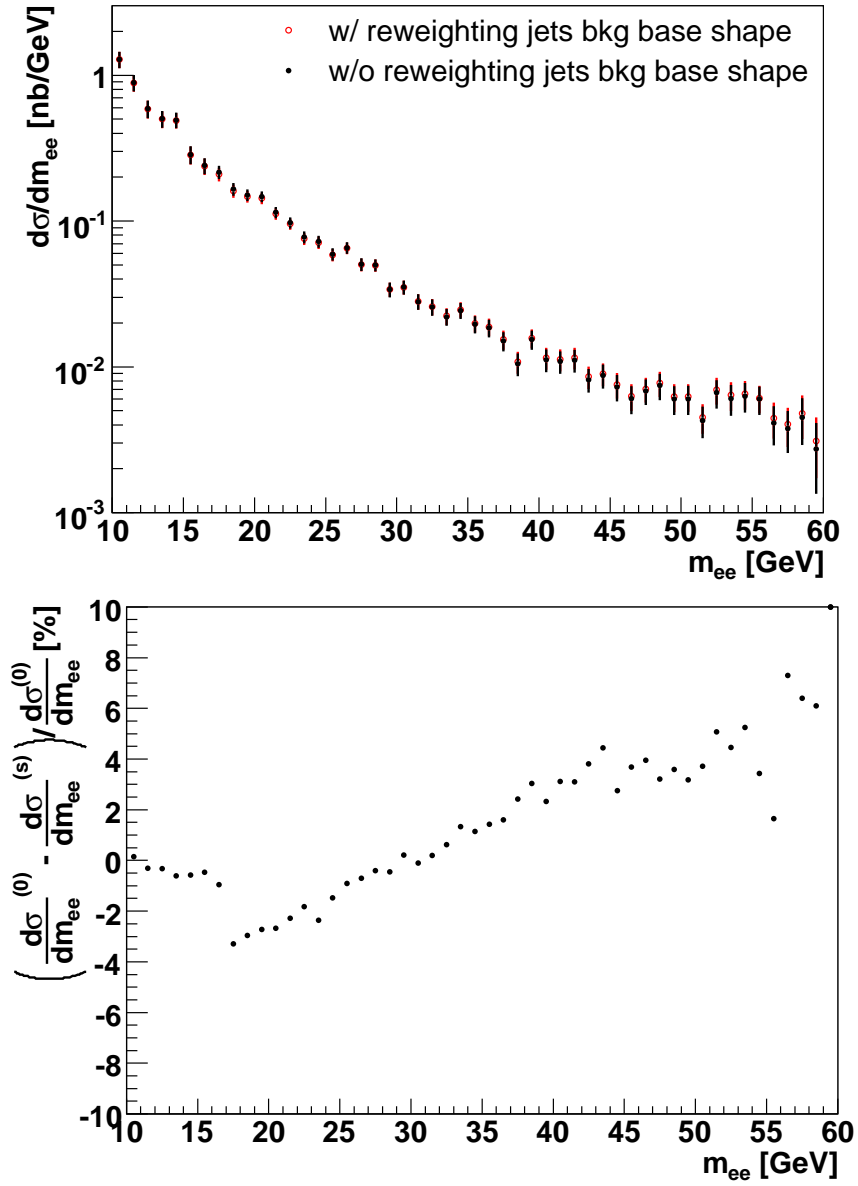 w/ reweighting jets bkg base shape
w/o reweighting jets bkg base shape
dσ/dm_ee [nb/GeV]
1
10^-1
10^-2
10^-3
10 15 20 25 30 35 40 45 50 55 60
m_ee [GeV]
(dσ^(0)/dm_ee - dσ^(s)/dm_ee) / dσ^(0)/dm_ee [%]
10
8
6
4
2
0
-2
-4
-6
-8
-10
10 15 20 25 30 35 40 45 50 55 60
m_ee [GeV]